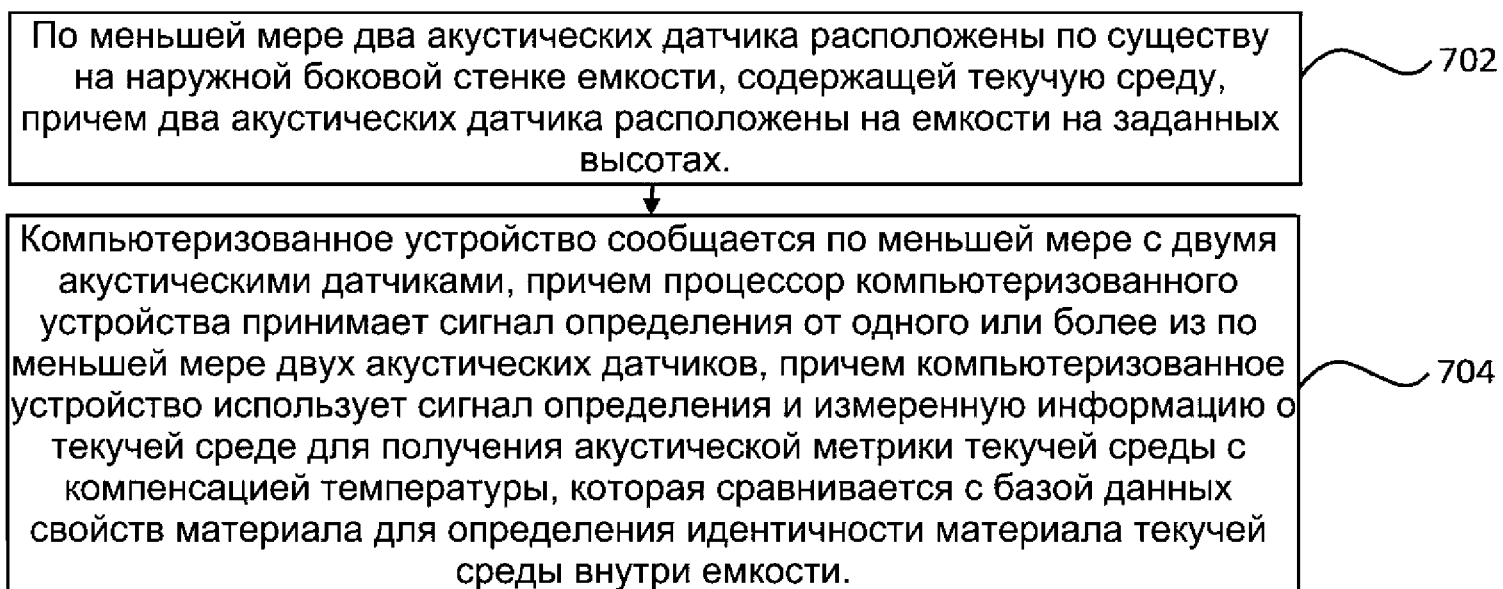 По меньшей мере два акустических датчика расположены по существу
на наружной боковой стенке емкости, содержащей текучую среду,
причем два акустических датчика расположены на емкости на заданных
высотах.
702
Компьютеризованное устройство сообщается по меньшей мере с двумя
акустическими датчиками, причем процессор компьютеризованного
устройства принимает сигнал определения от одного или более из по
меньшей мере двух акустических датчиков, причем компьютеризованное
устройство использует сигнал определения и измеренную информацию о
текучей среде для получения акустической метрики текучей среды с
компенсацией температуры, которая сравнивается с базой данных
свойств материала для определения идентичности материала текучей
среды внутри емкости.
704